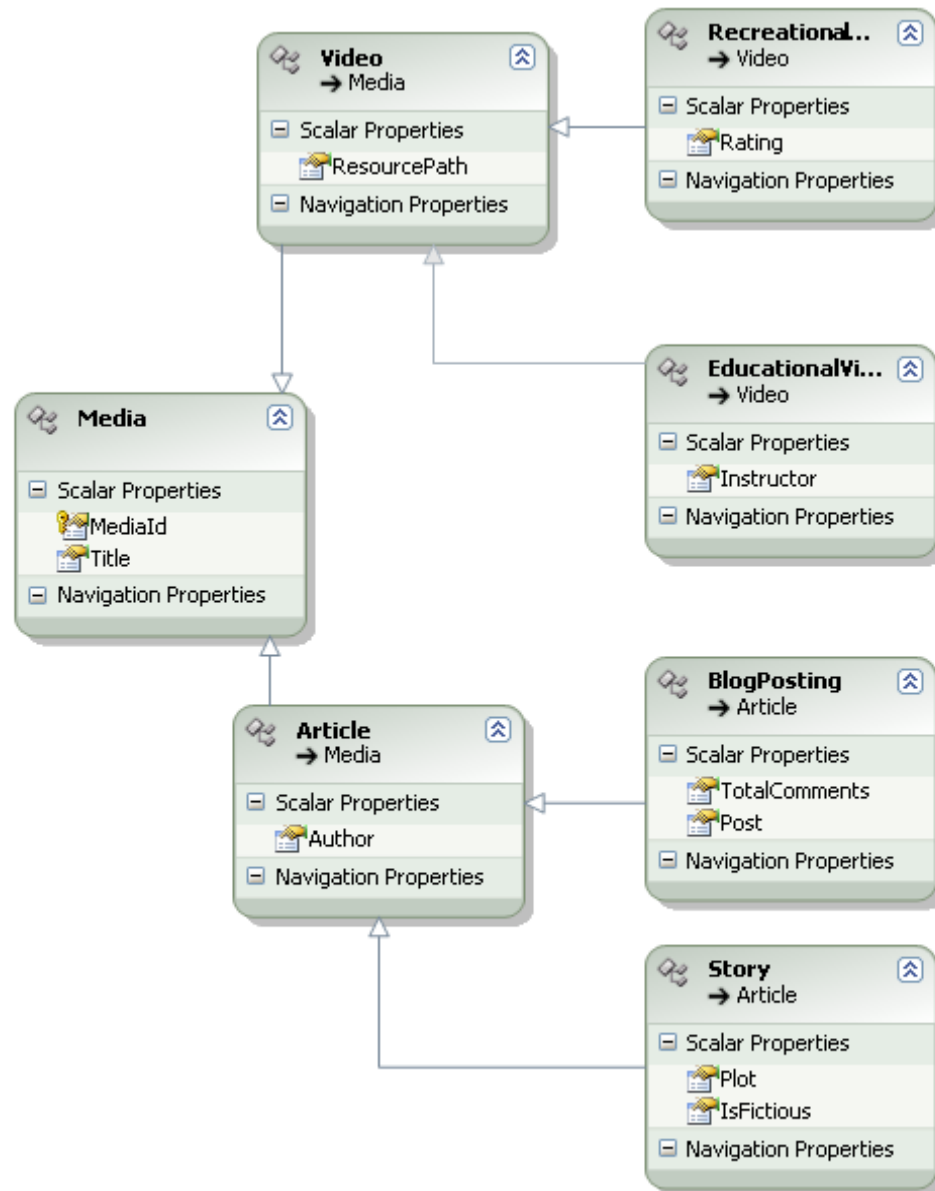 Video
→ Media
Scalar Properties
ResourcePath
Navigation Properties
Recreational...
→ Video
Scalar Properties
Rating
Navigation Properties
EducationalVi...
→ Video
Scalar Properties
Instructor
Navigation Properties
Media
Scalar Properties
MediaId
Title
Navigation Properties
Article
→ Media
Scalar Properties
Author
Navigation Properties
BlogPosting
→ Article
Scalar Properties
TotalComments
Post
Navigation Properties
Story
→ Article
Scalar Properties
Plot
IsFictious
Navigation Properties